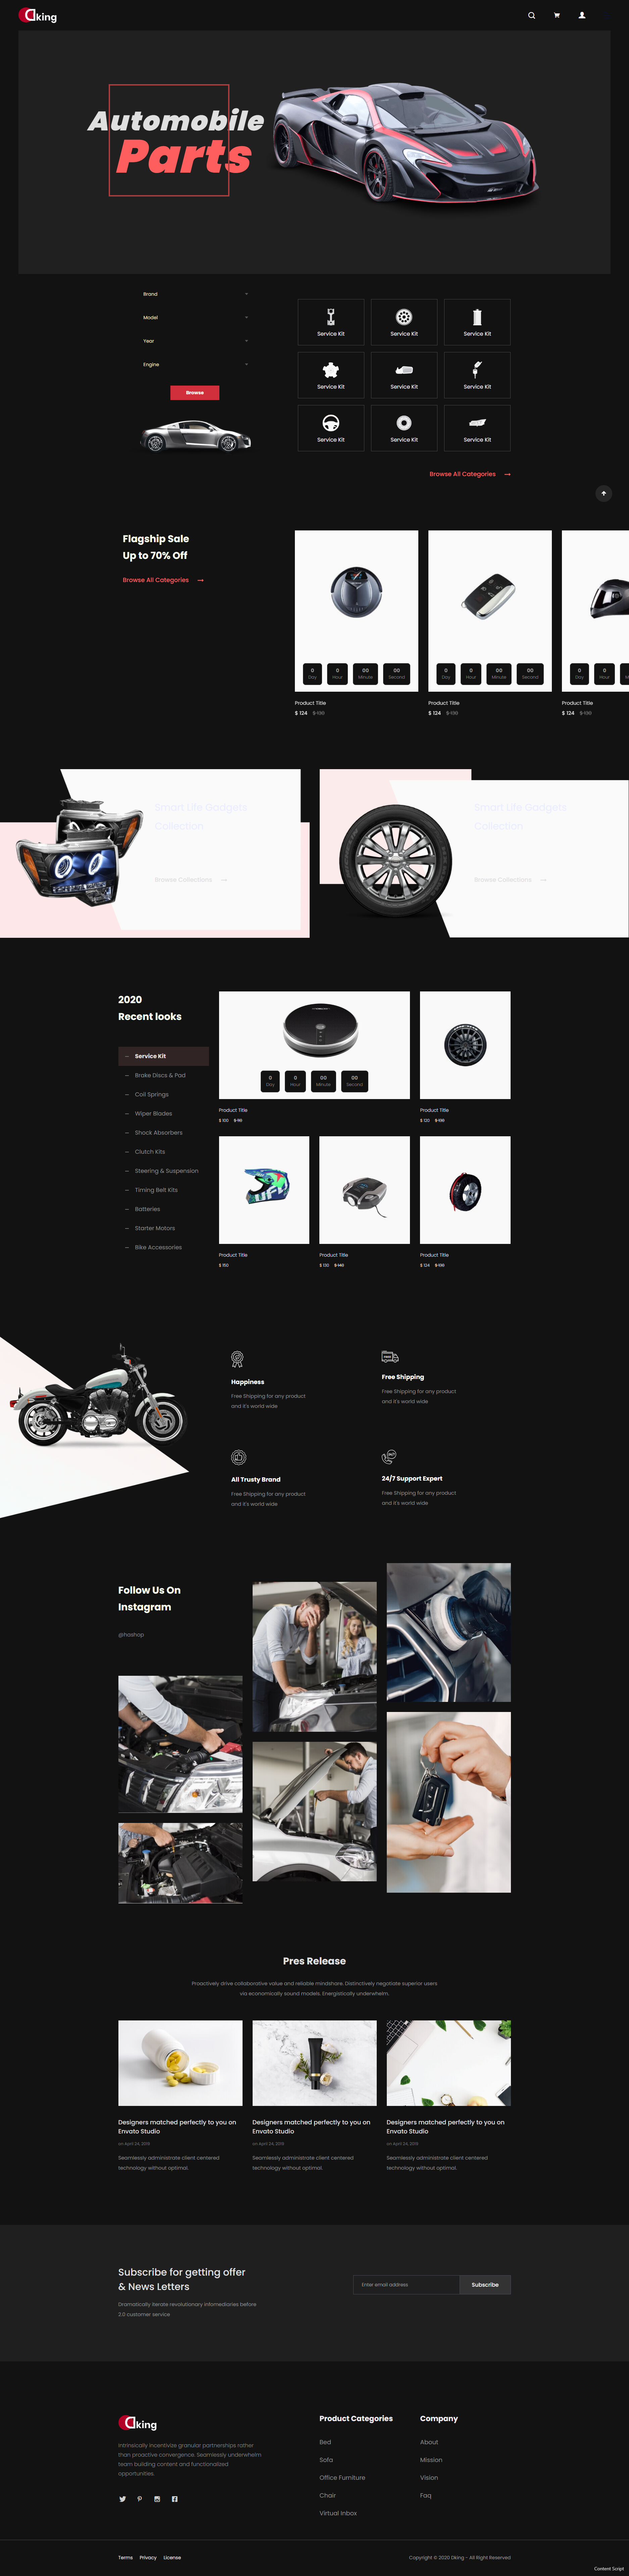 Dking
Automobile
Parts
Brand
Model
Year
Engine
Browse
Service Kit
Service Kit
Service Kit
Service Kit
Service Kit
Service Kit
Service Kit
Service Kit
Service Kit
Browse All Categories
Flagship Sale
Up to 70% Off
Browse All Categories
0 0 00 00
Day Hour Minute Second
Product Title
$ 124 $ 130
0 0 00 00
Day Hour Minute Second
Product Title
$ 124 $ 130
0 0
Day Hour M
Product Title
$ 124 $ 130
Smart Life Gadgets
Collection
Browse Collections
Smart Life Gadgets
Collection
Browse Collections
2020
Recent looks
Service Kit
Brake Discs & Pad
Coil Springs
Wiper Blades
Shock Absorbers
Clutch Kits
Steering & Suspension
Timing Belt Kits
Batteries
Starter Motors
Bike Accessories
0 0 00 00
Day Hour Minute Second
Product Title
$ 100
Product Title
$ 120 $ 130
Product Title
$ 150
Product Title
$ 130 $ 140
Product Title
$ 124 $ 130
Happiness
Free Shipping for any product
and it's world wide
FREE
Free Shipping
Free Shipping for any product
and it's world wide
All Trusty Brand
Free Shipping for any product
and it's world wide
24/7 Support Expert
Free Shipping for any product
and it's world wide
Follow Us On
Instagram
Pres Release
Proactively drive collaborative value and reliable mindshare. Distinctively negotiate superior users
via economically sound models. Energistically underwhelm.
Designers matched perfectly to you on
Envato Studio
on April 24, 2019
Seamlessly administrate client centered
technology without optimal.
Designers matched perfectly to you on
Envato Studio
on April 24, 2019
Seamlessly administrate client centered
technology without optimal.
Designers matched perfectly to you on
Envato Studio
on April 24, 2019
Seamlessly administrate client centered
technology without optimal.
Subscribe for getting offer
& News Letters
Dramatically iterate revolutionary infomediaries before
2.0 customer service
Enter email address
Subscribe
Dking
Intrinsicly incentivize granular partnerships rather
than proactive convergence. Seamlessly underwhelm
team building content and functionalized
opportunities.
Product Categories
Bed
Sofa
Office Furniture
Chair
Virtual Inbox
Company
About
Mission
Vision
Faq
Terms Privacy License
Copyright © 2020 Dking - All Right Reserved
Content Script